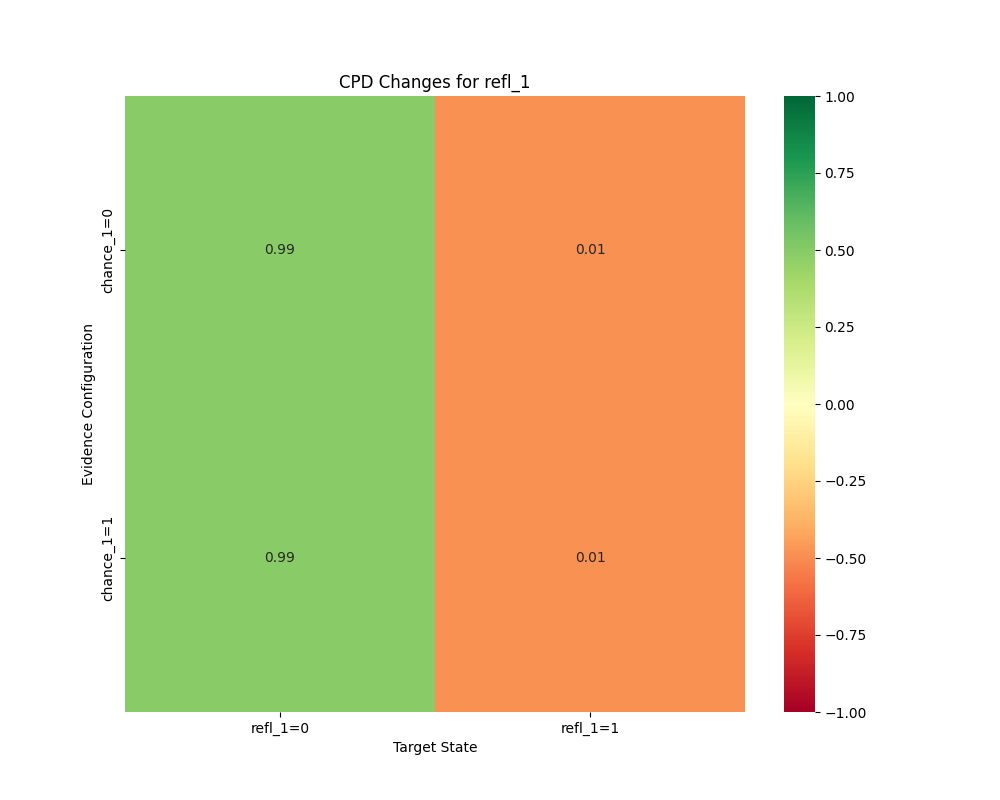 CPD Changes for refl_1
Evidence Configuration
chance_1=0
0.99 0.01
chance_1=1
0.99 0.01
refl_1=0 refl_1=1
Target State
1.00
0.75
0.50
0.25
0.00
−0.25
−0.50
−0.75
−1.00